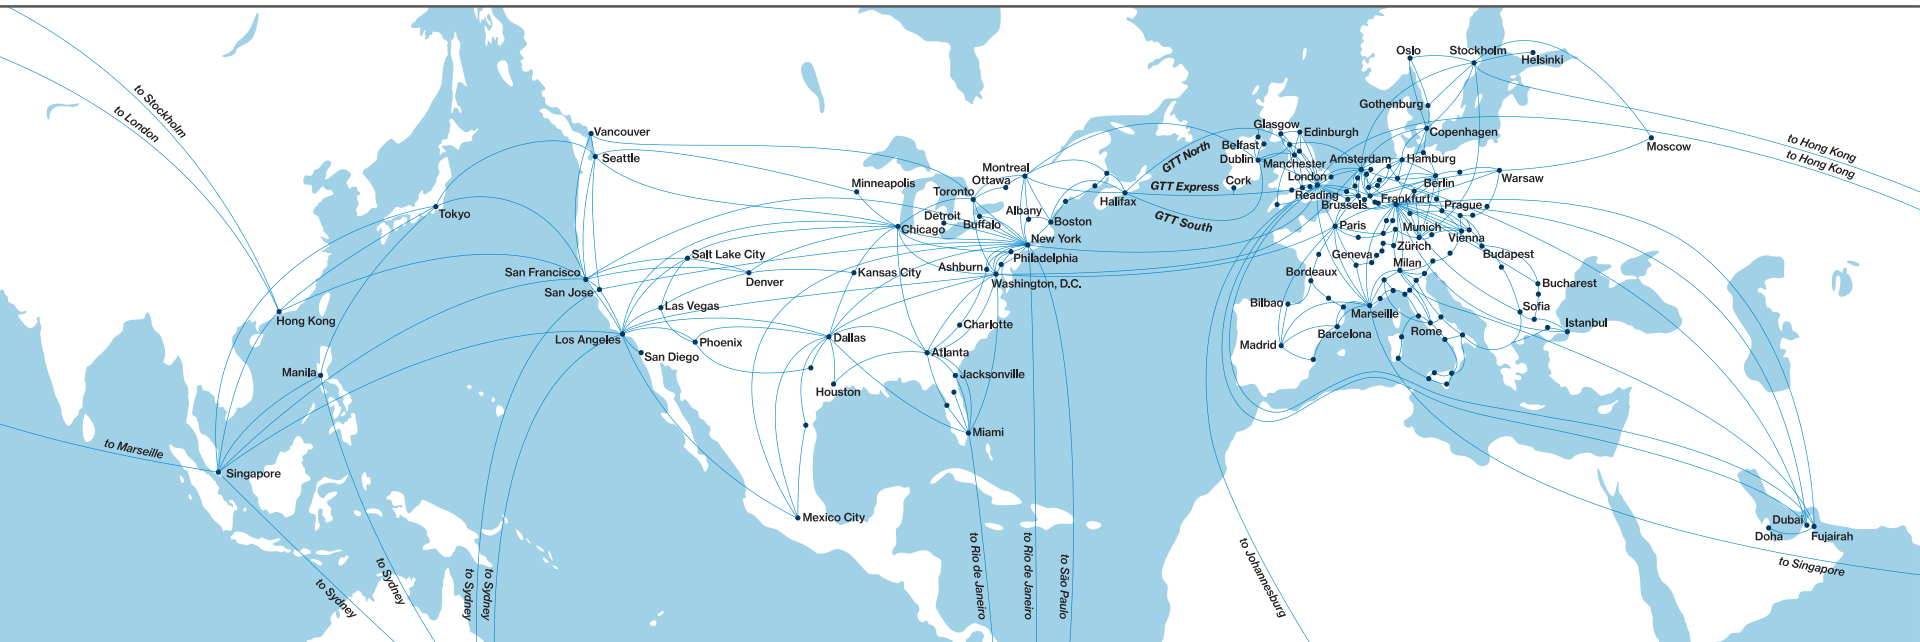 to Stockholm
to London
Vancouver
Seattle
Tokyo
San Francisco
San Jose
Hong Kong
Manila
Los Angeles
San Diego
to Marseille
Singapore
to Sydney
to Sydney
to Sydney
to Sydney
Salt Lake City
Denver
Las Vegas
Phoenix
Minneapolis
Detroit
Chicago
Kansas City
Dallas
Houston
Mexico City
Montreal
Ottawa
Toronto
Buffalo
Albany
Boston
Halifax
New York
Philadelphia
Ashburn
Washington, D.C.
Charlotte
Atlanta
Jacksonville
Miami
to Rio de Janeiro
to Rio de Janeiro
to São Paulo
GTT North
GTT Express
GTT South
Oslo
Stockholm
Helsinki
Gothenburg
Copenhagen
Glasgow
Edinburgh
Belfast
Dublin
Manchester
Cork
London
Reading
Amsterdam
Hamburg
Berlin
Warsaw
Moscow
Brussels
Frankfurt
Prague
Paris
Munich
Vienna
Zürich
Geneva
Budapest
Milan
Bordeaux
Bucharest
Bilbao
Marseille
Sofia
Istanbul
Barcelona
Rome
Madrid
to Hong Kong
to Hong Kong
Dubai
Doha
Fujairah
to Singapore
to Johannesburg